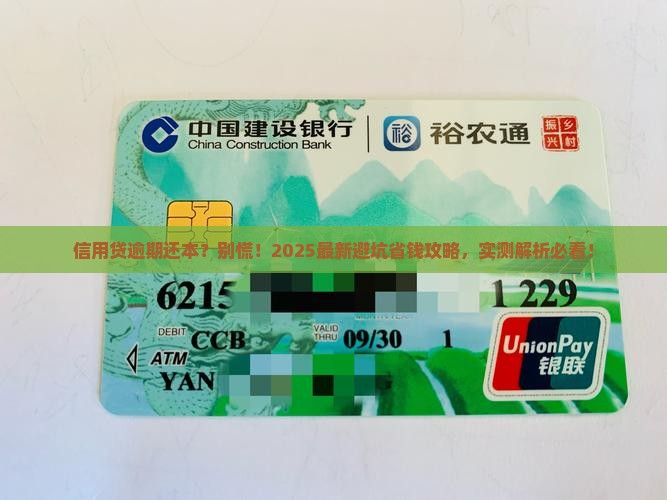 中国建设银行
China Construction Bank
裕
裕农通
振兴乡村
信用贷逾期还本？别慌！2025最新避坑省钱攻略，实测解析必看！
6215
1 229
MONTH/YEAR
DEBIT CCB VALID THRU 09/30 1
ATM
YAN
UnionPay
银联